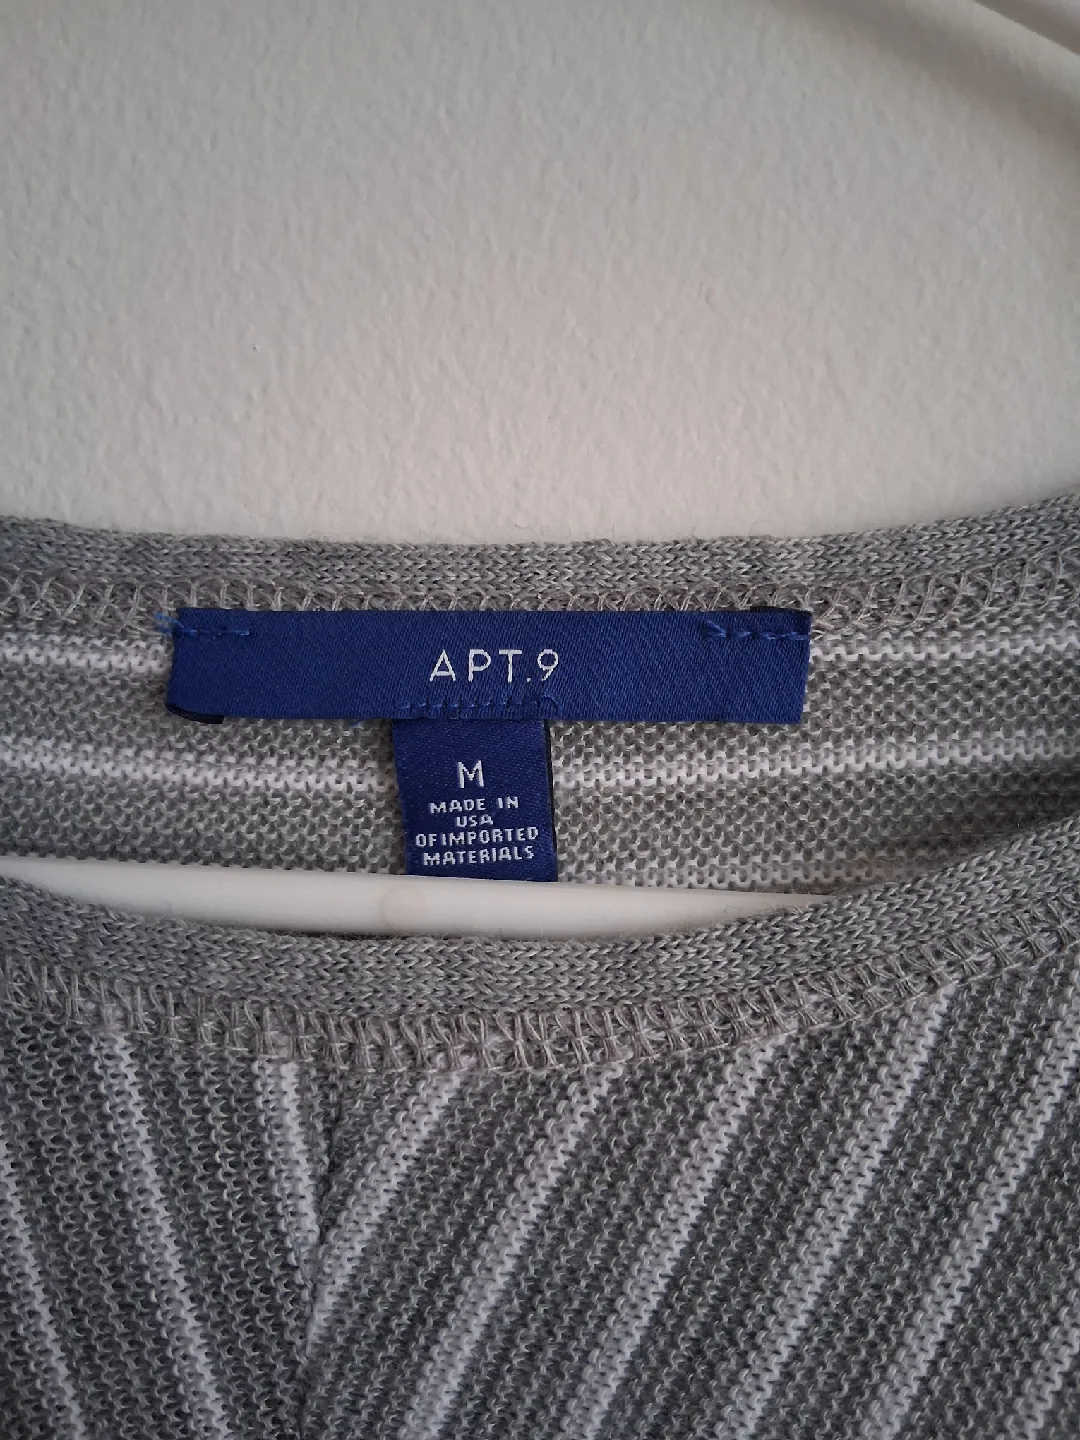 APT.9
M
MADE IN
USA
OF IMPORTED
MATERIALS